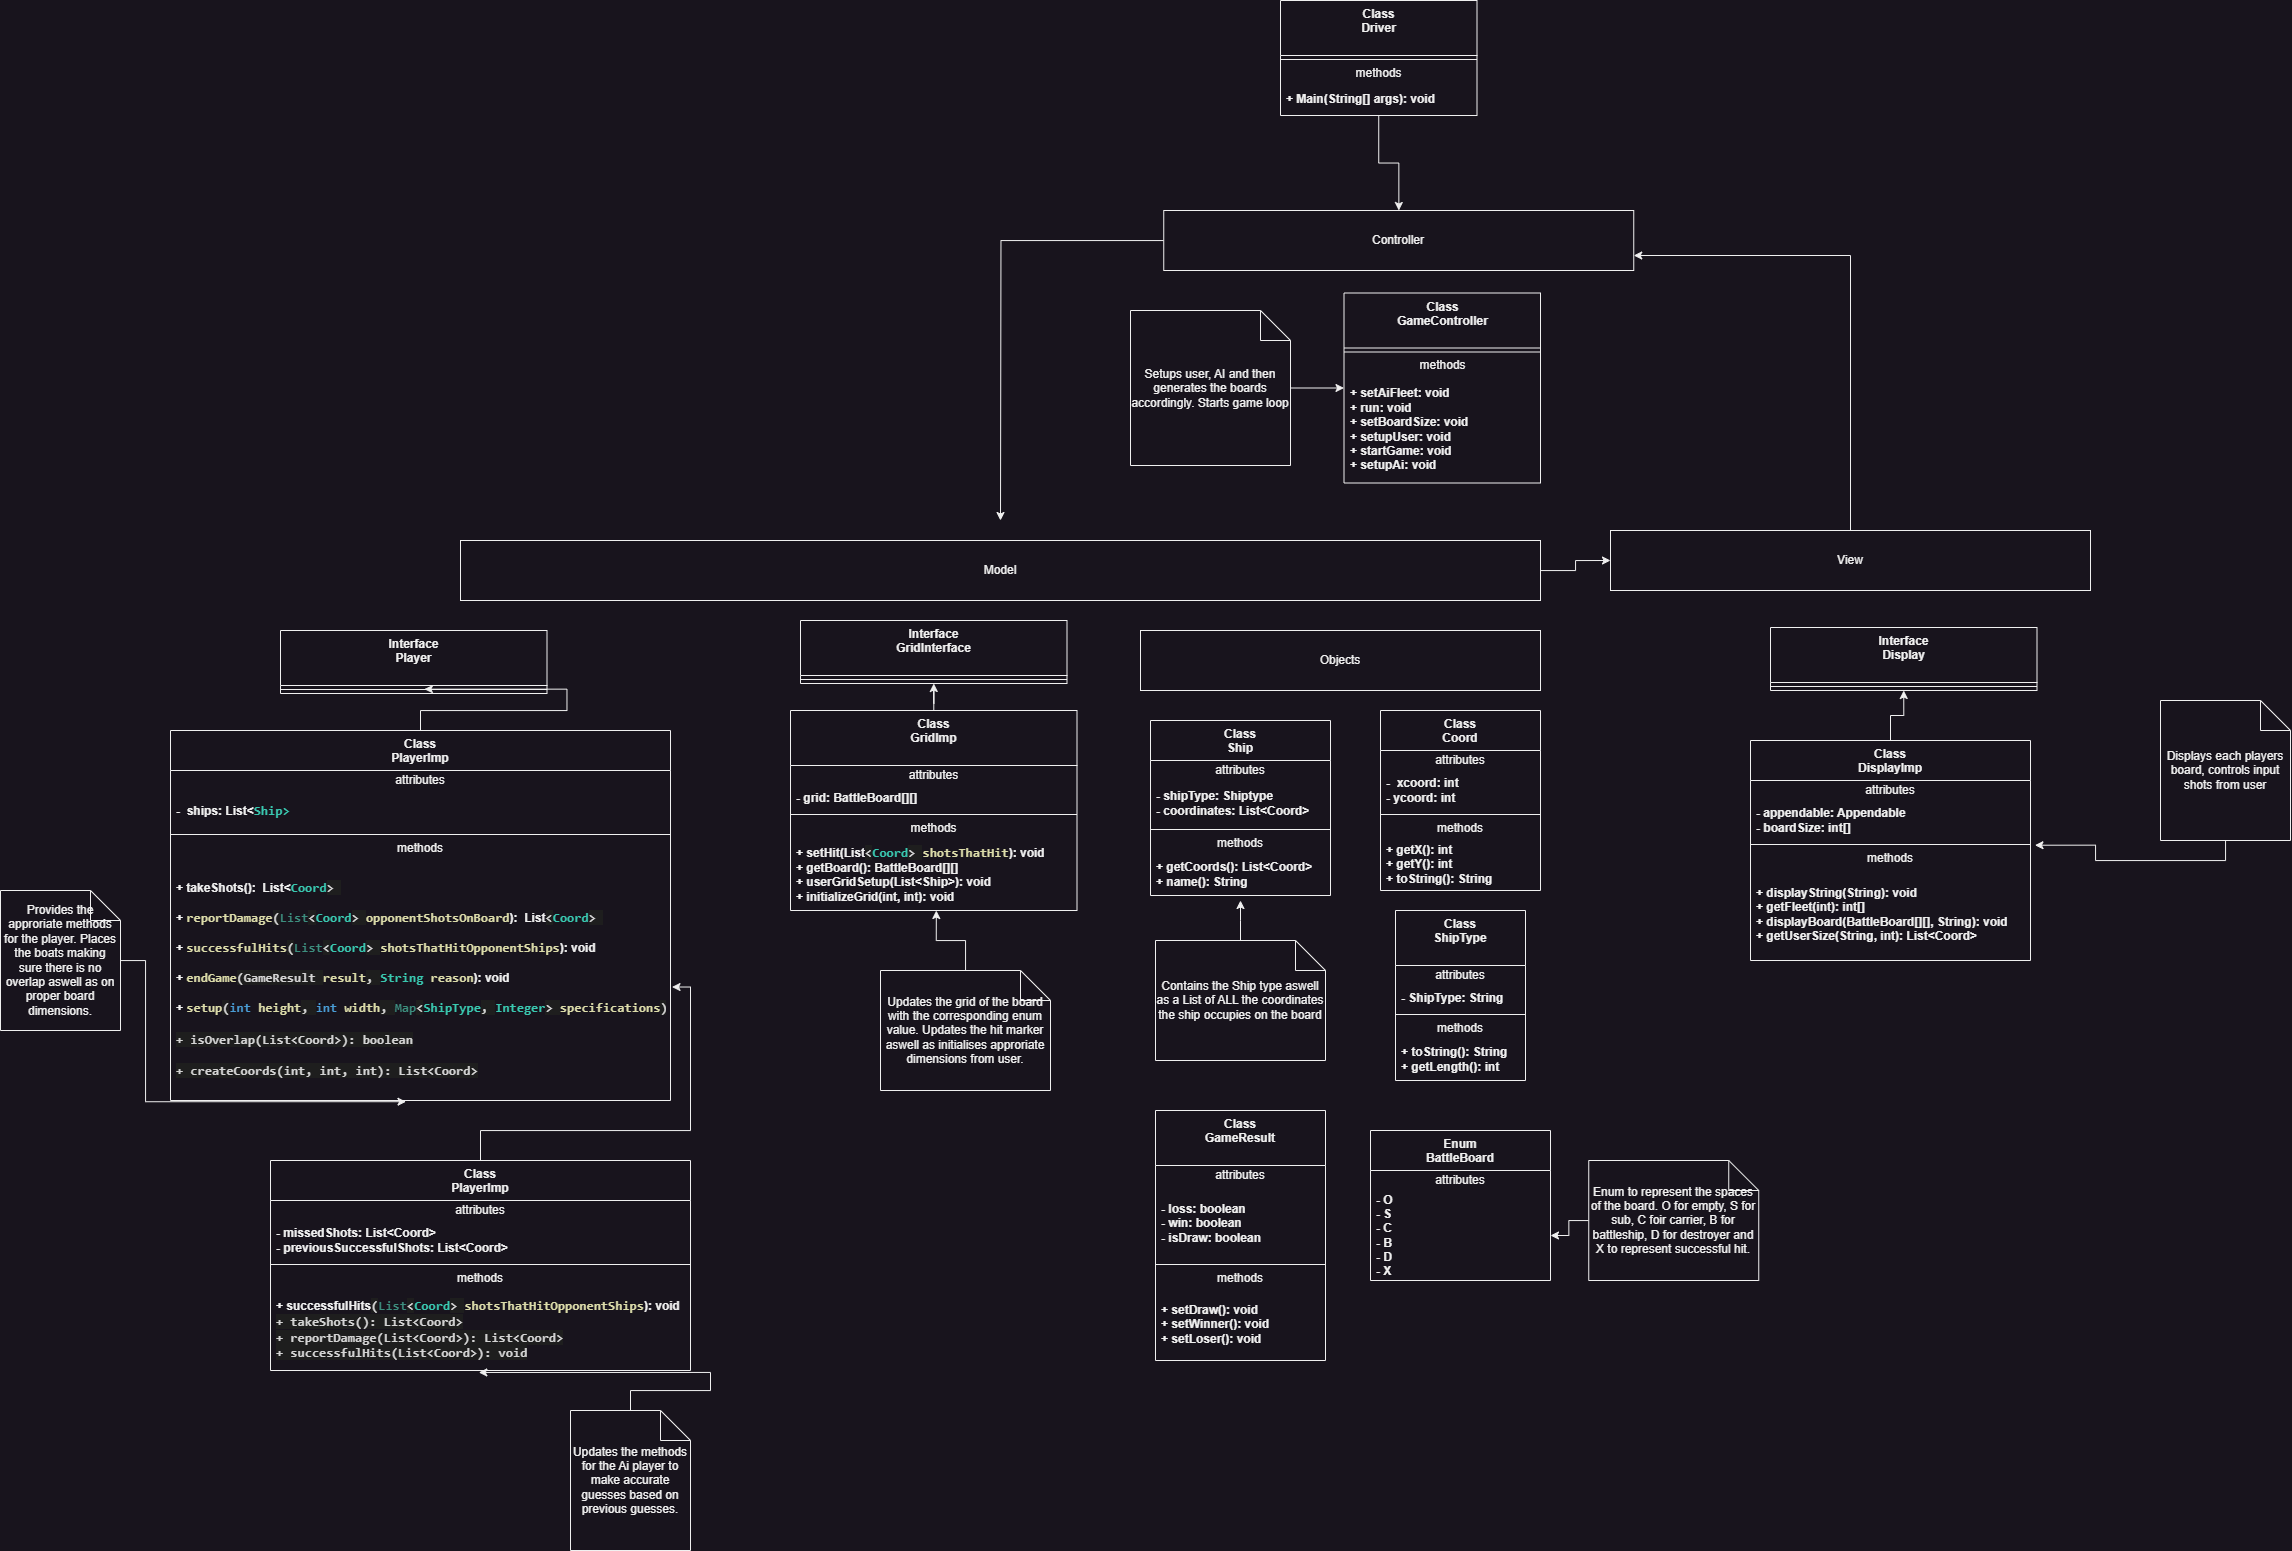 Class
Driver
methods
+ Main(String[] args): void
Controller
Setups user, AI and then
generates the boards
accordingly. Starts game loop
Class
GameController
methods
+ setAiFleet: void
+ run: void
+ setBoardSize: void
+ setupUser: void
+ startGame: void
+ setupAi: void
Model
View
Interface
Player
Class
PlayerImp
attributes
- ships: List<Ship>
methods
+ takeShots(): List<Coord>
+ reportDamage(List<Coord> opponentShotsOnBoard): List<Coord>
+ successfulHits(List<Coord> shotsThatHitOpponentShips): void
+ endGame(GameResult result, String reason): void
+ setup(int height, int width, Map<ShipType, Integer> specifications)
+ isOverlap(List<Coord>): boolean
+ createCoords(int, int, int): List<Coord>
Provides the
approriate methods
for the player. Places
the boats making
sure there is no
overlap aswell as on
proper board
dimensions.
Class
PlayerImp
attributes
- missedShots: List<Coord>
- previousSuccessfulShots: List<Coord>
methods
+ successfulHits(List<Coord> shotsThatHitOpponentShips): void
+ takeShots(): List<Coord>
+ reportDamage(List<Coord>): List<Coord>
+ successfulHits(List<Coord>): void
Updates the methods
for the Ai player to
make accurate
guesses based on
previous guesses.
Interface
GridInterface
Class
GridImp
attributes
- grid: BattleBoard[][]
methods
+ setHit(List<Coord> shotsThatHit): void
+ getBoard(): BattleBoard[][]
+ userGridSetup(List<Ship>): void
+ initializeGrid(int, int): void
Updates the grid of the board
with the corresponding enum
value. Updates the hit marker
aswell as initialises approriate
dimensions from user.
Objects
Class
Ship
attributes
- shipType: Shiptype
- coordinates: List<Coord>
methods
+ getCoords(): List<Coord>
+ name(): String
Contains the Ship type aswell
as a List of ALL the coordinates
the ship occupies on the board
Class
Coord
attributes
- xcoord: int
- ycoord: int
methods
+ getX(): int
+ getY(): int
+ toString(): String
Class
ShipType
attributes
- ShipType: String
methods
+ toString(): String
+ getLength(): int
Class
GameResult
attributes
- loss: boolean
- win: boolean
- isDraw: boolean
methods
+ setDraw(): void
+ setWinner(): void
+ setLoser(): void
Enum
BattleBoard
attributes
- O
- S
- C
- B
- D
- X
Enum to represent the spaces
of the board. O for empty, S for
sub, C foir carrier, B for
battleship, D for destroyer and
X to represent successful hit.
Interface
Display
Class
DisplayImp
attributes
- appendable: Appendable
- boardSize: int[]
methods
+ displayString(String): void
+ getFleet(int): int[]
+ displayBoard(BattleBoard[][], String): void
+ getUserSize(String, int): List<Coord>
Displays each players
board, controls input
shots from user